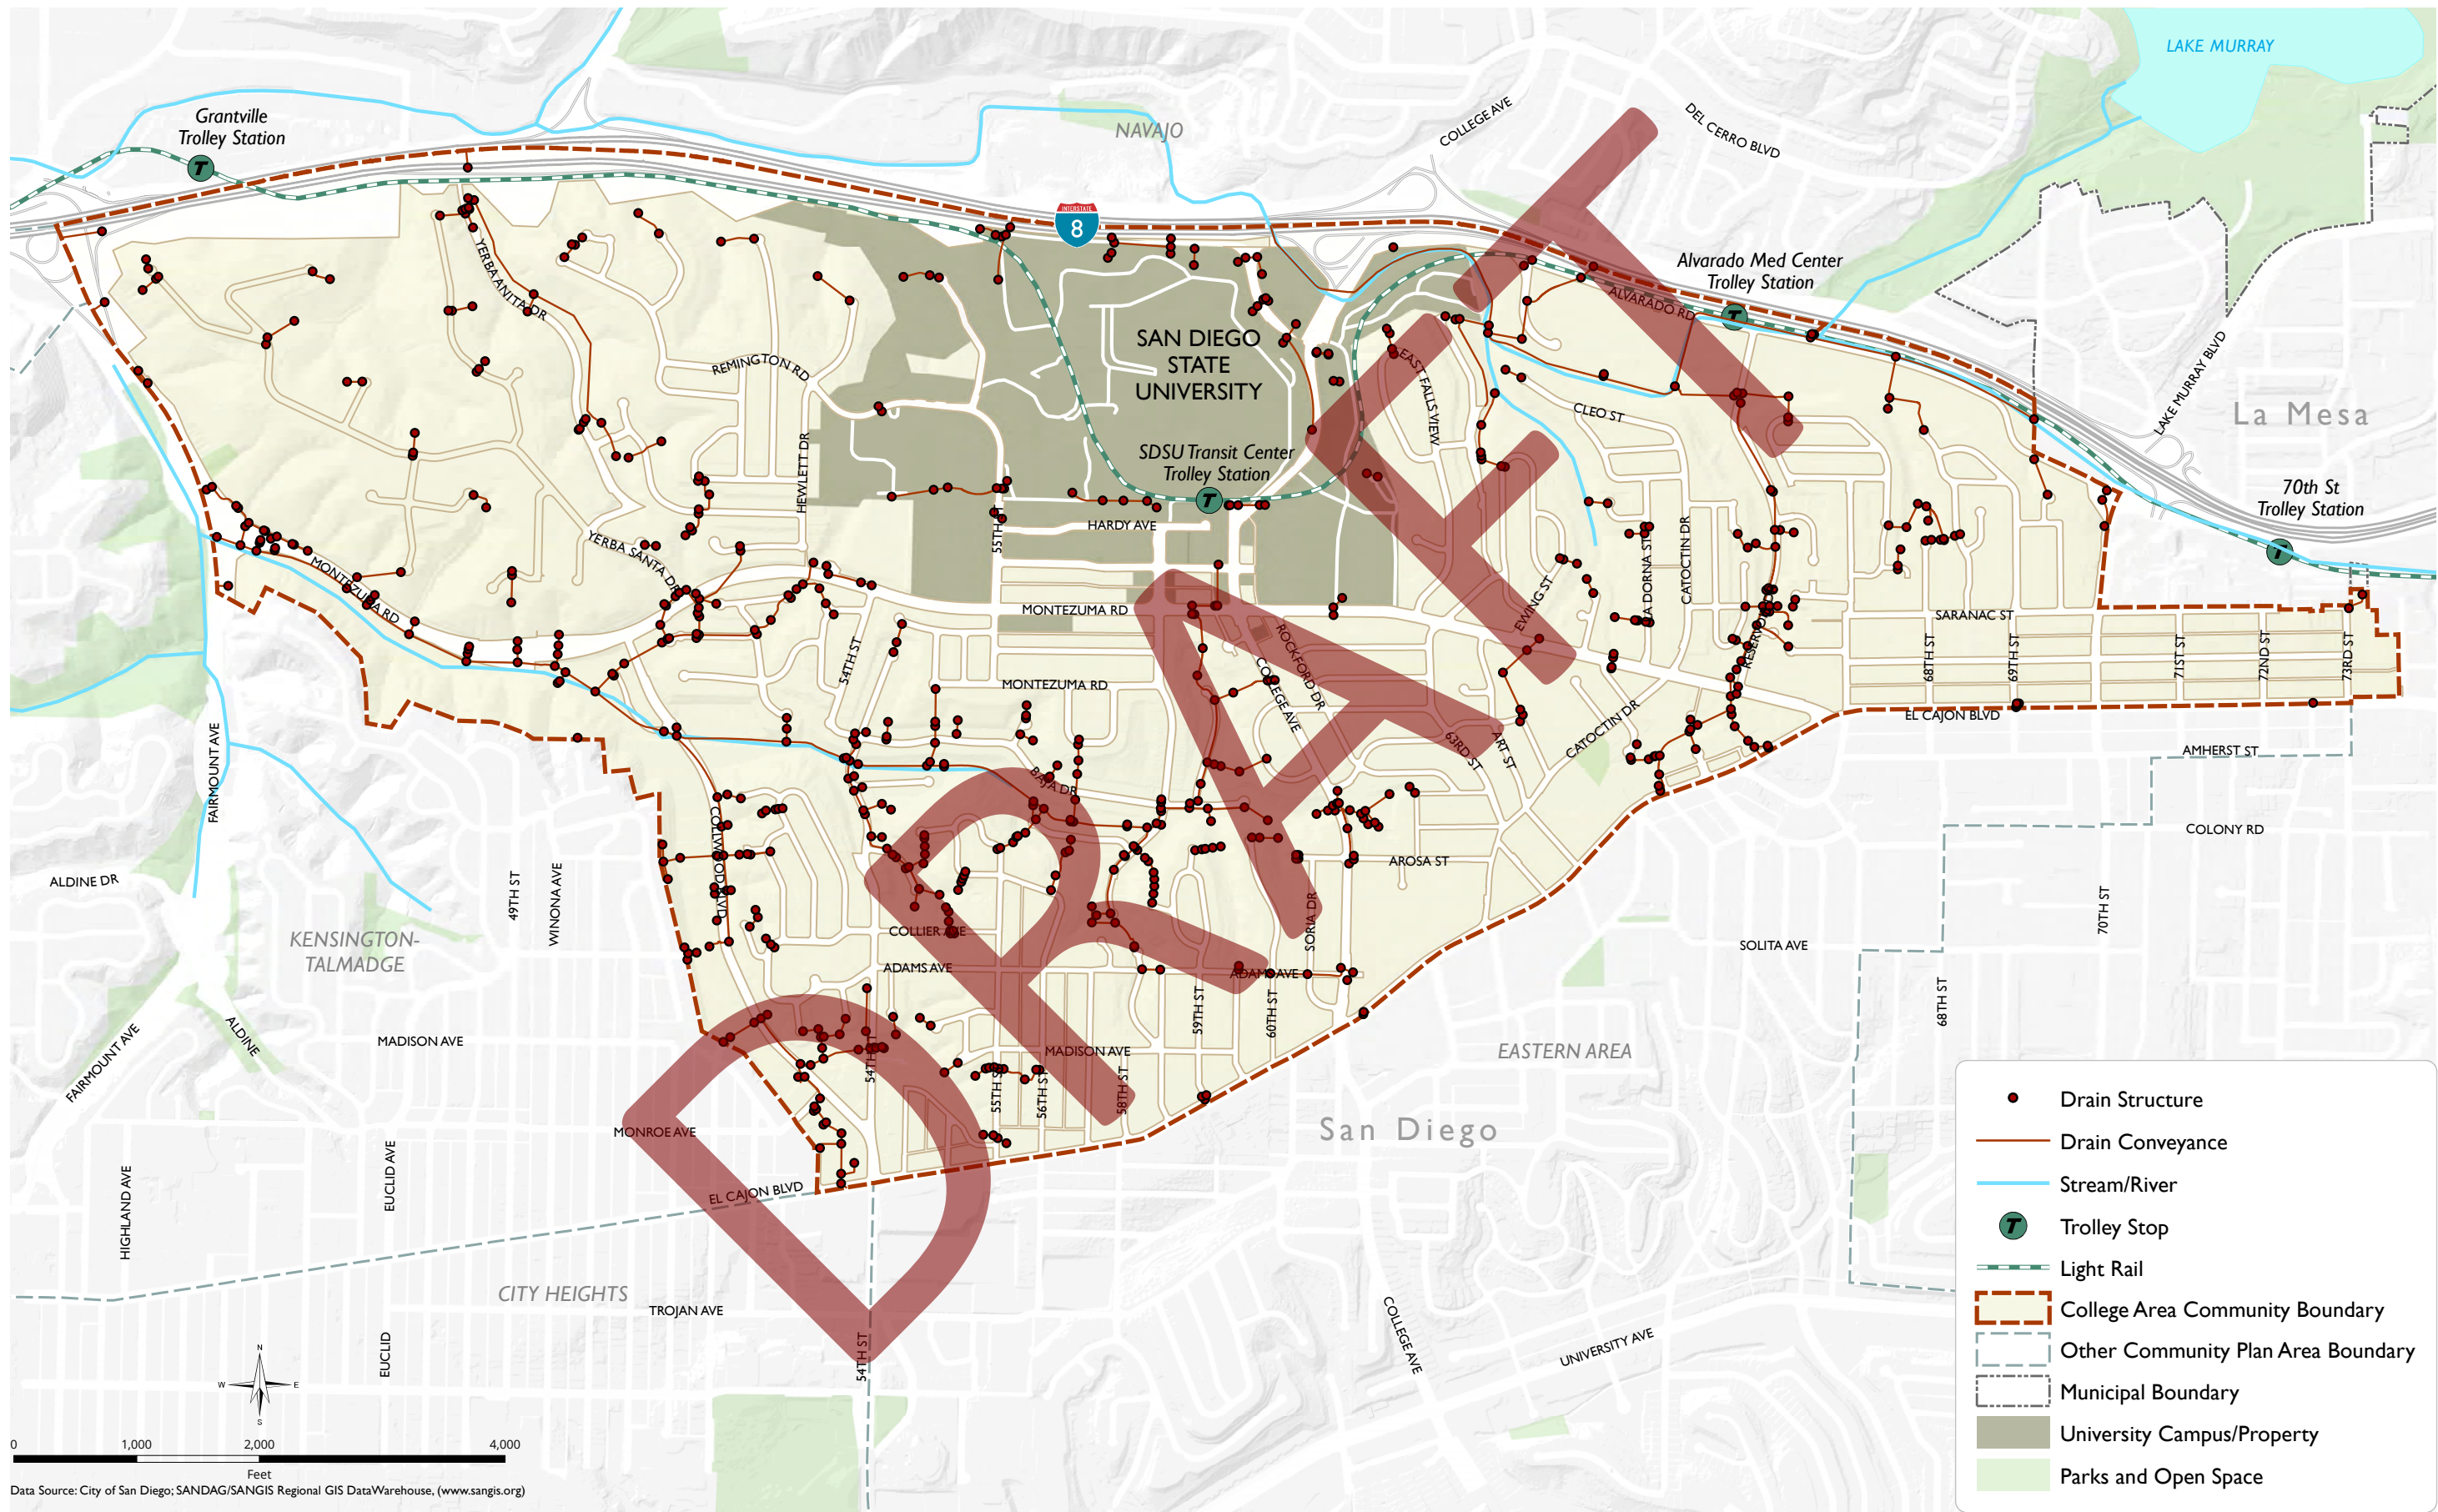 LAKE MURRAY
Grantville
Trolley Station
NAVAJO
COLLEGE AVE
DEL CERRO BLVD
INTERSTATE
8
YERBA ANITA DR
Alvarado Med Center
Trolley Station
ALVARADO RD
LAKE MURRAY BLVD
La Mesa
REMINGTON RD
SAN DIEGO
STATE
UNIVERSITY
EAST FALLS VIEW
CLEO ST
HEWLETT DR
SDSU Transit Center
Trolley Station
70th St
Trolley Station
HARDY AVE
55TH ST
YERBA SANTA DR
MONTEZUMA RD
MONTEZUMA RD
EWING ST
LA DORNA ST
CATOCTIN DR
SARANAC ST
54TH ST
ROCKFORD DR
COLLEGE AVE
MONTEZUMA RD
68TH ST
69TH ST
71ST ST
72ND ST
73RD ST
EL CAJON BLVD
AMHERST ST
FAIRMOUNT AVE
63RD ST
ART ST
CATOCTIN DR
BAJA DR
COLLWOOD BLVD
COLONY RD
AROSA ST
ALDINE DR
49TH ST
WINONA AVE
70TH ST
KENSINGTON-
TALMADGE
COLLIER AVE
SORIA DR
SOLITA AVE
ADAMS AVE
ADAMS AVE
59TH ST
60TH ST
68TH ST
FAIRMOUNT AVE
ALDINE
MADISON AVE
54TH ST
MADISON AVE
55TH ST
56TH ST
58TH ST
EASTERN AREA
MONROE AVE
San Diego
HIGHLAND AVE
EUCLID AVE
EL CAJON BLVD
CITY HEIGHTS
TROJAN AVE
EUCLID
54TH ST
COLLEGE AVE
UNIVERSITY AVE
DRAFT
N
W E
S
0 1,000 2,000 4,000
Feet
Data Source: City of San Diego; SANDAG/SANGIS Regional GIS DataWarehouse, (www.sangis.org)
Drain Structure
Drain Conveyance
Stream/River
T Trolley Stop
Light Rail
College Area Community Boundary
Other Community Plan Area Boundary
Municipal Boundary
University Campus/Property
Parks and Open Space